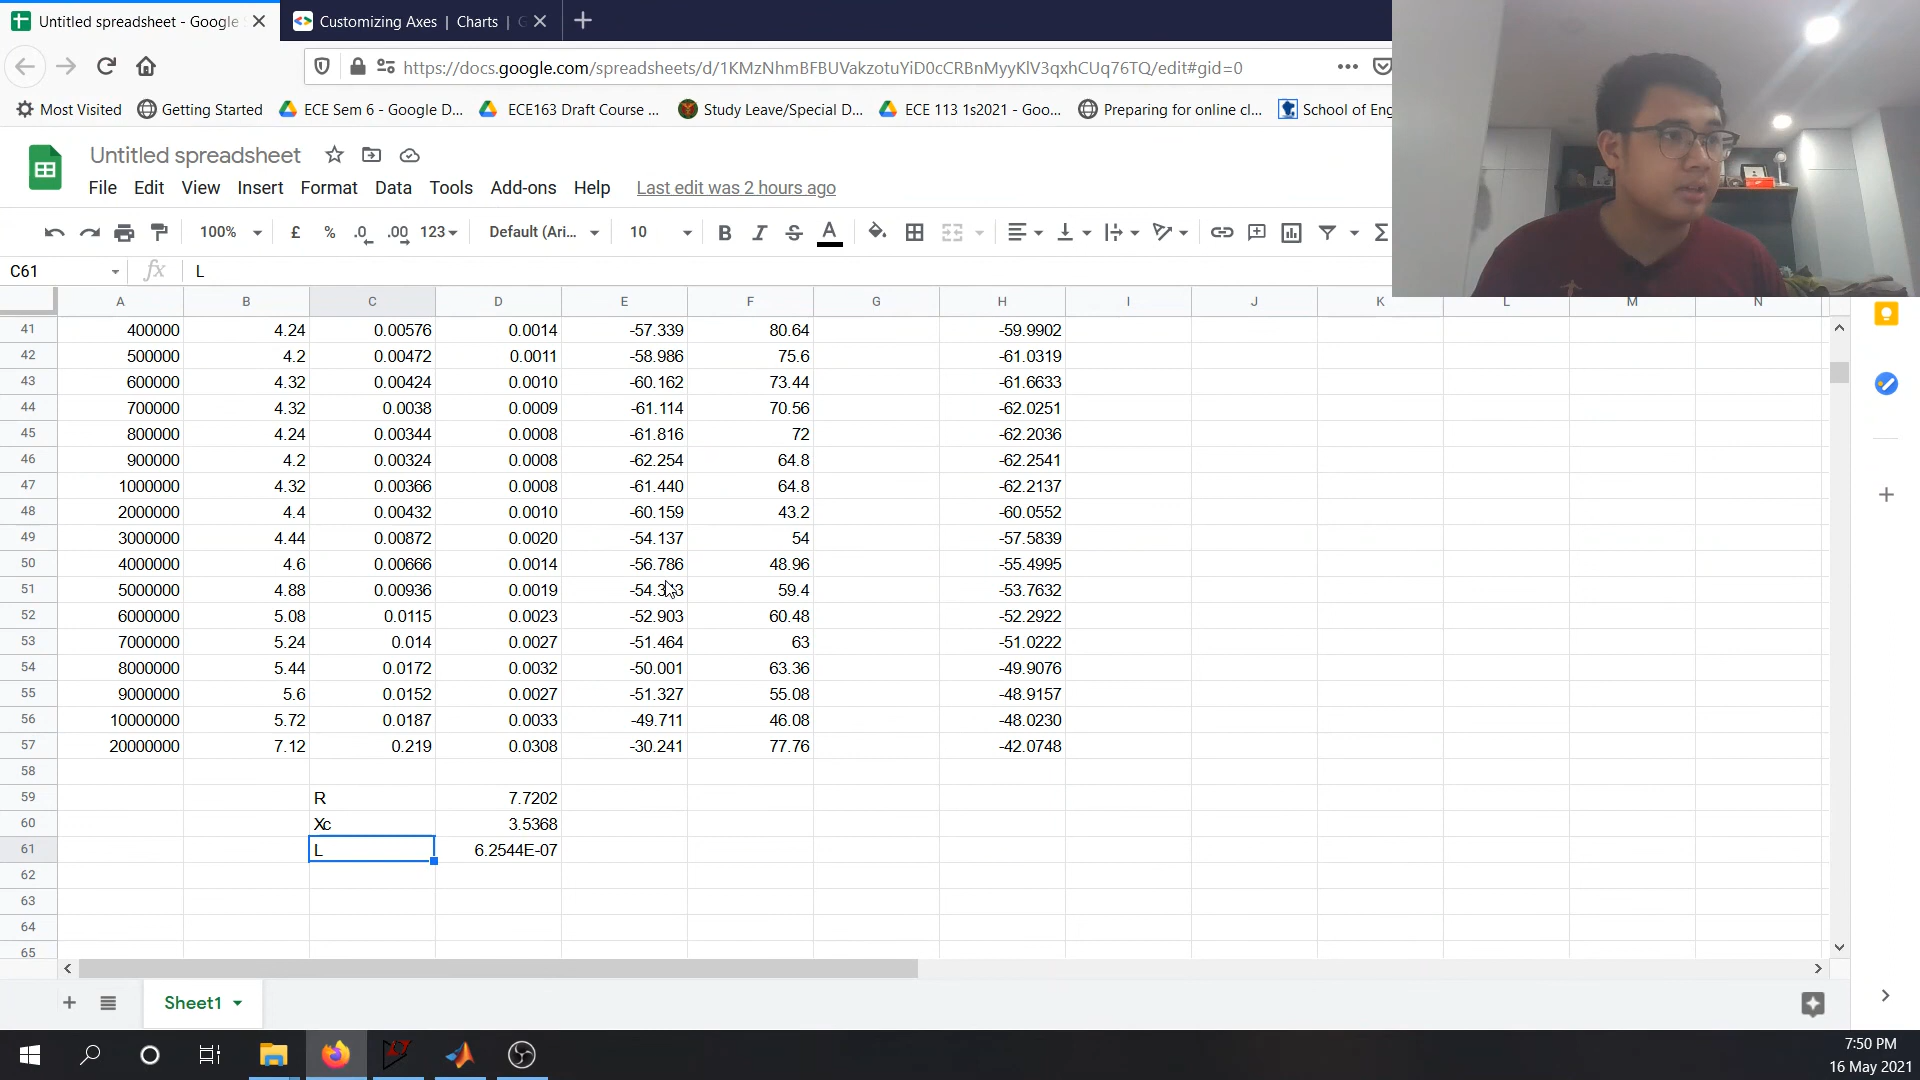 Untitled spreadsheet - Google
Customizing Axes | Charts |
https://docs.google.com/spreadsheets/d/1KMzNhmBFBUVakzotuYiD0cCRBnMyyKlV3qxhCUq76TQ/edit#gid=0
Most Visited Getting Started ECE Sem 6 - Google D... ECE163 Draft Course ... Study Leave/Special D... ECE 113 1s2021 - Goo... Preparing for online cl... School of Eng
Untitled spreadsheet
File Edit View Insert Format Data Tools Add-ons Help Last edit was 2 hours ago
100% £ % .0 .00 123 Default (Ari... 10 B I S A Σ
C61 fx L
A B C D E F G H I J K L M N
41 400000 4.24 0.00576 0.0014 -57.339 80.64 -59.9902
42 500000 4.2 0.00472 0.0011 -58.986 75.6 -61.0319
43 600000 4.32 0.00424 0.0010 -60.162 73.44 -61.6633
44 700000 4.32 0.0038 0.0009 -61.114 70.56 -62.0251
45 800000 4.24 0.00344 0.0008 -61.816 72 -62.2036
46 900000 4.2 0.00324 0.0008 -62.254 64.8 -62.2541
47 1000000 4.32 0.00366 0.0008 -61.440 64.8 -62.2137
48 2000000 4.4 0.00432 0.0010 -60.159 43.2 -60.0552
49 3000000 4.44 0.00872 0.0020 -54.137 54 -57.5839
50 4000000 4.6 0.00666 0.0014 -56.786 48.96 -55.4995
51 5000000 4.88 0.00936 0.0019 59.4 -53.7632
52 6000000 5.08 0.0115 0.0023 -52.903 60.48 -52.2922
53 7000000 5.24 0.014 0.0027 -51.464 63 -51.0222
54 8000000 5.44 0.0172 0.0032 -50.001 63.36 -49.9076
55 9000000 5.6 0.0152 0.0027 -51.327 55.08 -48.9157
56 10000000 5.72 0.0187 0.0033 -49.711 46.08 -48.0230
57 20000000 7.12 0.219 0.0308 -30.241 77.76 -42.0748
58
59 R 7.7202
60 Xc 3.5368
61 L 6.2544E-07
62
63
64
65
Sheet1
7:50 PM
16 May 2021